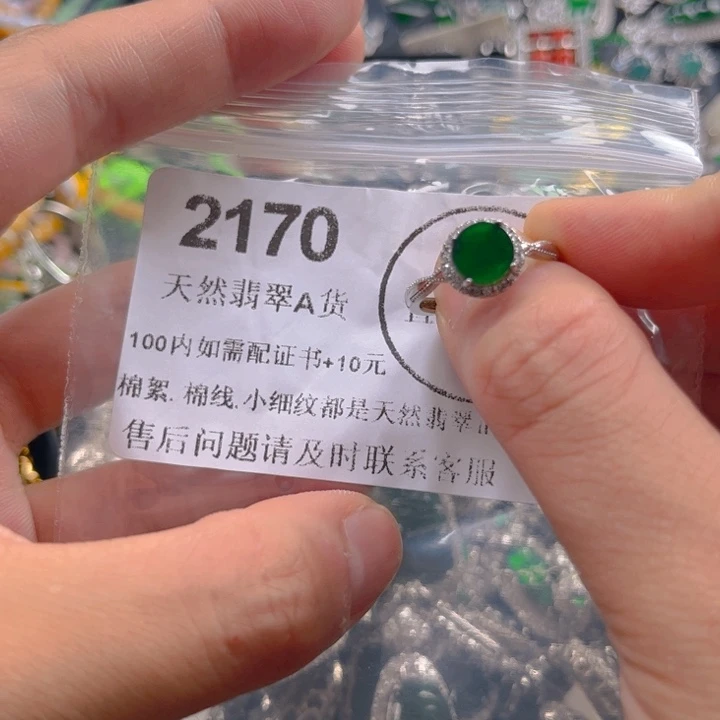 2170
天然翡翠A货
100内如需配证书+10元
棉絮.棉线.小细纹都是天然翡翠
售后问题请及时联系客服